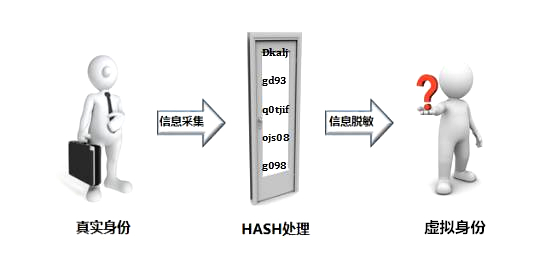 Dkalj
gd93
信息采集
q0tjif
信息脱敏
ojs08
g098
真实身份
HASH处理
虚拟身份